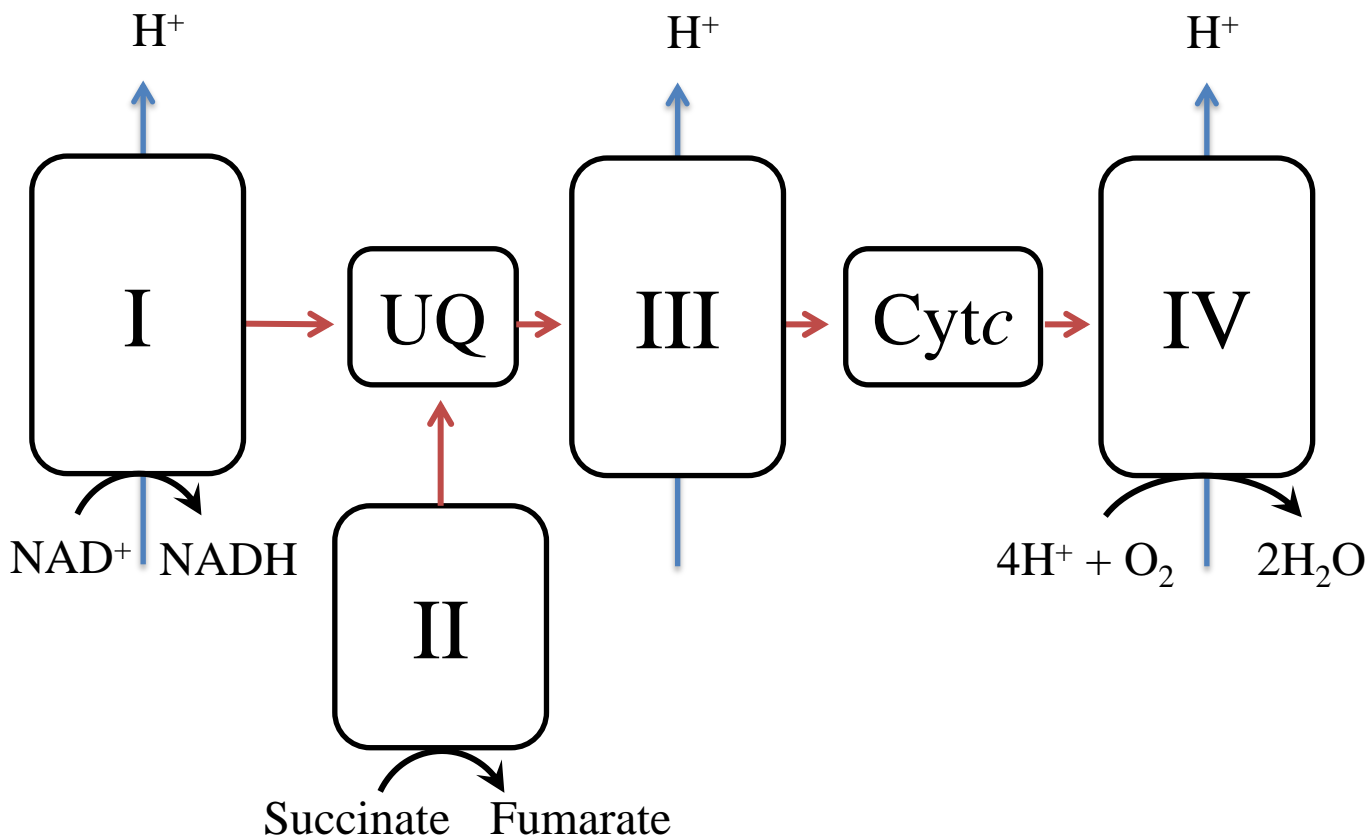 H⁺ H⁺ H⁺
I UQ III Cytc IV
NAD⁺ NADH 4H⁺ + O₂ 2H₂O
II
Succinate Fumarate